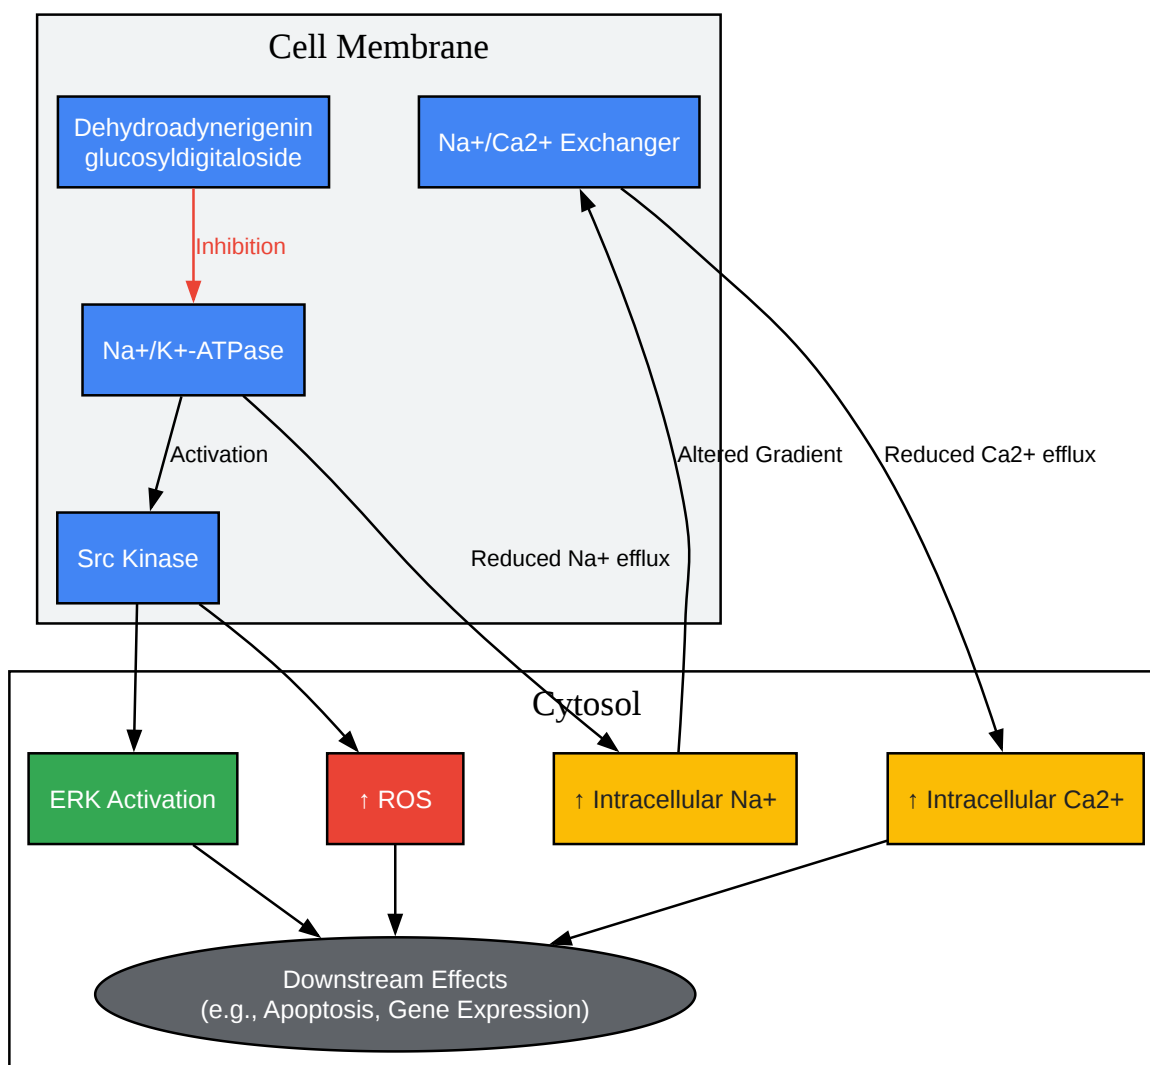 Cell Membrane
Dehydroadynerigenin
glucosyldigitaloside
Na+/Ca2+ Exchanger
Inhibition
Na+/K+-ATPase
Activation
Altered Gradient
Reduced Ca2+ efflux
Src Kinase
Reduced Na+ efflux
Cytosol
ERK Activation
↑ ROS
↑ Intracellular Na+
↑ Intracellular Ca2+
Downstream Effects
(e.g., Apoptosis, Gene Expression)